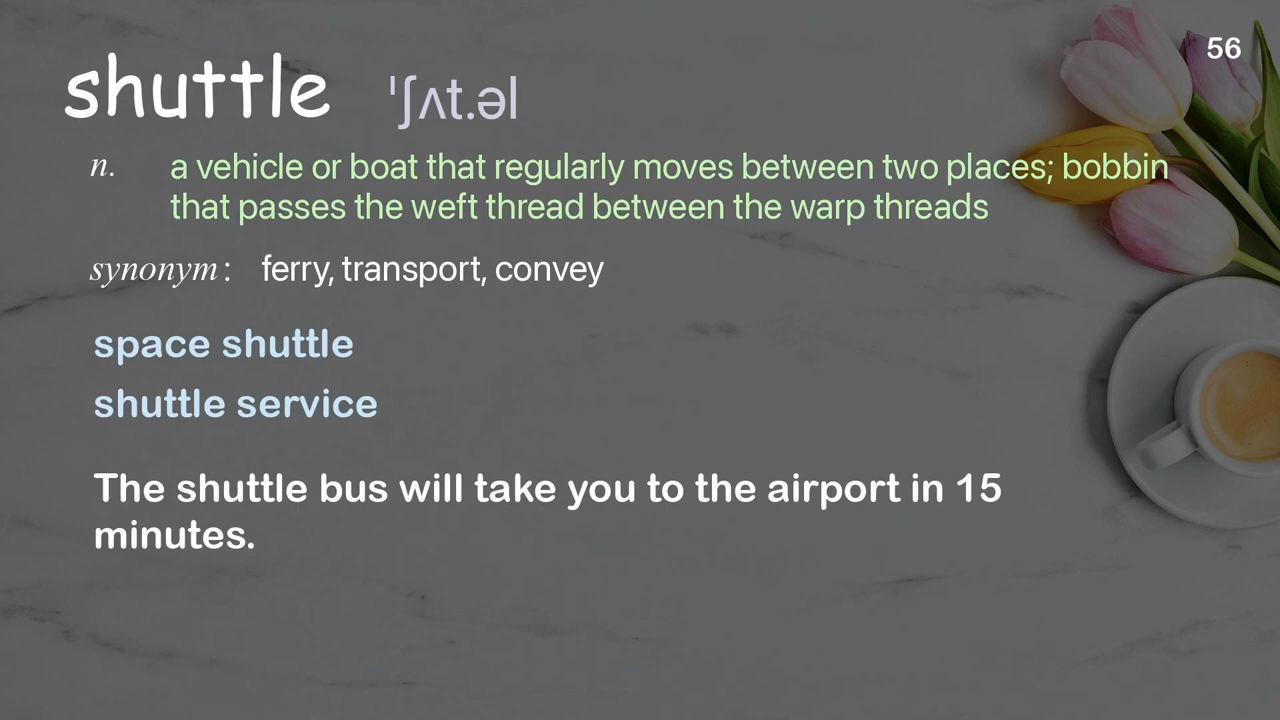 56
shuttle ˈʃʌt.əl
n. a vehicle or boat that regularly moves between two places; bobbin
that passes the weft thread between the warp threads
synonym: ferry, transport, convey
space shuttle
shuttle service
The shuttle bus will take you to the airport in 15
minutes.